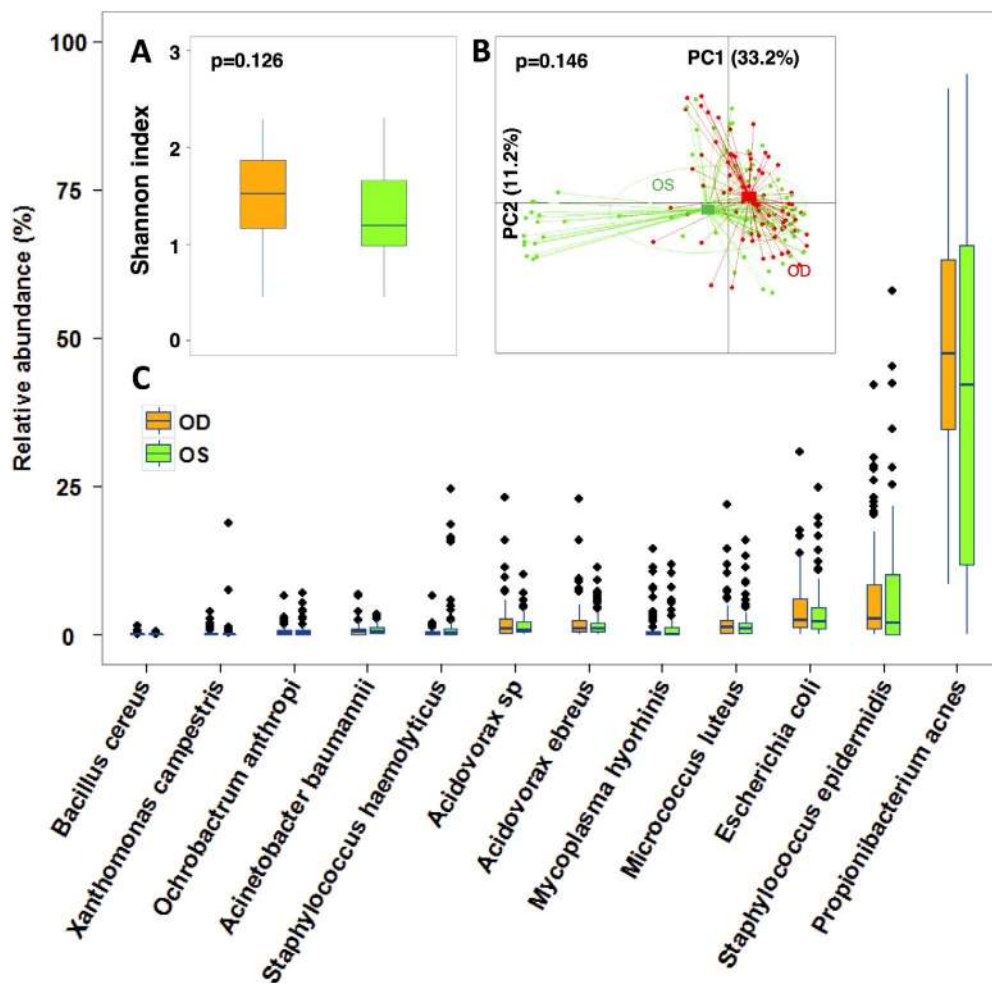 100
75
50
25
0
Relative abundance (%)
A
p=0.126
3
2
1
0
Shannon index
B
p=0.146
PC1 (33.2%)
PC2 (11.2%)
OS
OD
C
OD
OS
Bacillus cereus
Xanthomonas campestris
Ochrobactrum anthropi
Acinetobacter baumannii
Staphylococcus haemolyticus
Acidovorax sp
Acidovorax ebreus
Mycoplasma hyorhinis
Micrococcus luteus
Escherichia coli
Staphylococcus epidermidis
Propionibacterium acnes